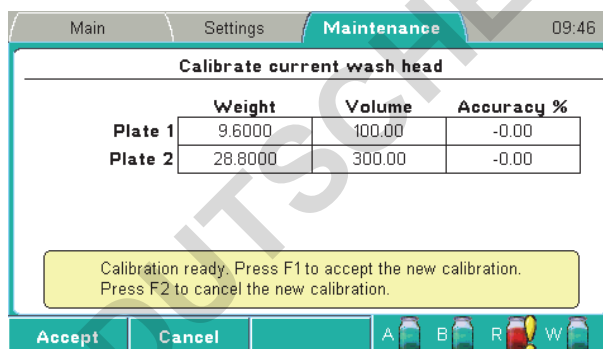 Main Settings Maintenance 09:46
Calibrate current wash head
Weight Volume Accuracy %
Plate 1 9.6000 100.00 -0.00
Plate 2 28.8000 300.00 -0.00
Calibration ready. Press F1 to accept the new calibration.
Press F2 to cancel the new calibration.
Accept Cancel A B R W
DUTSCHE